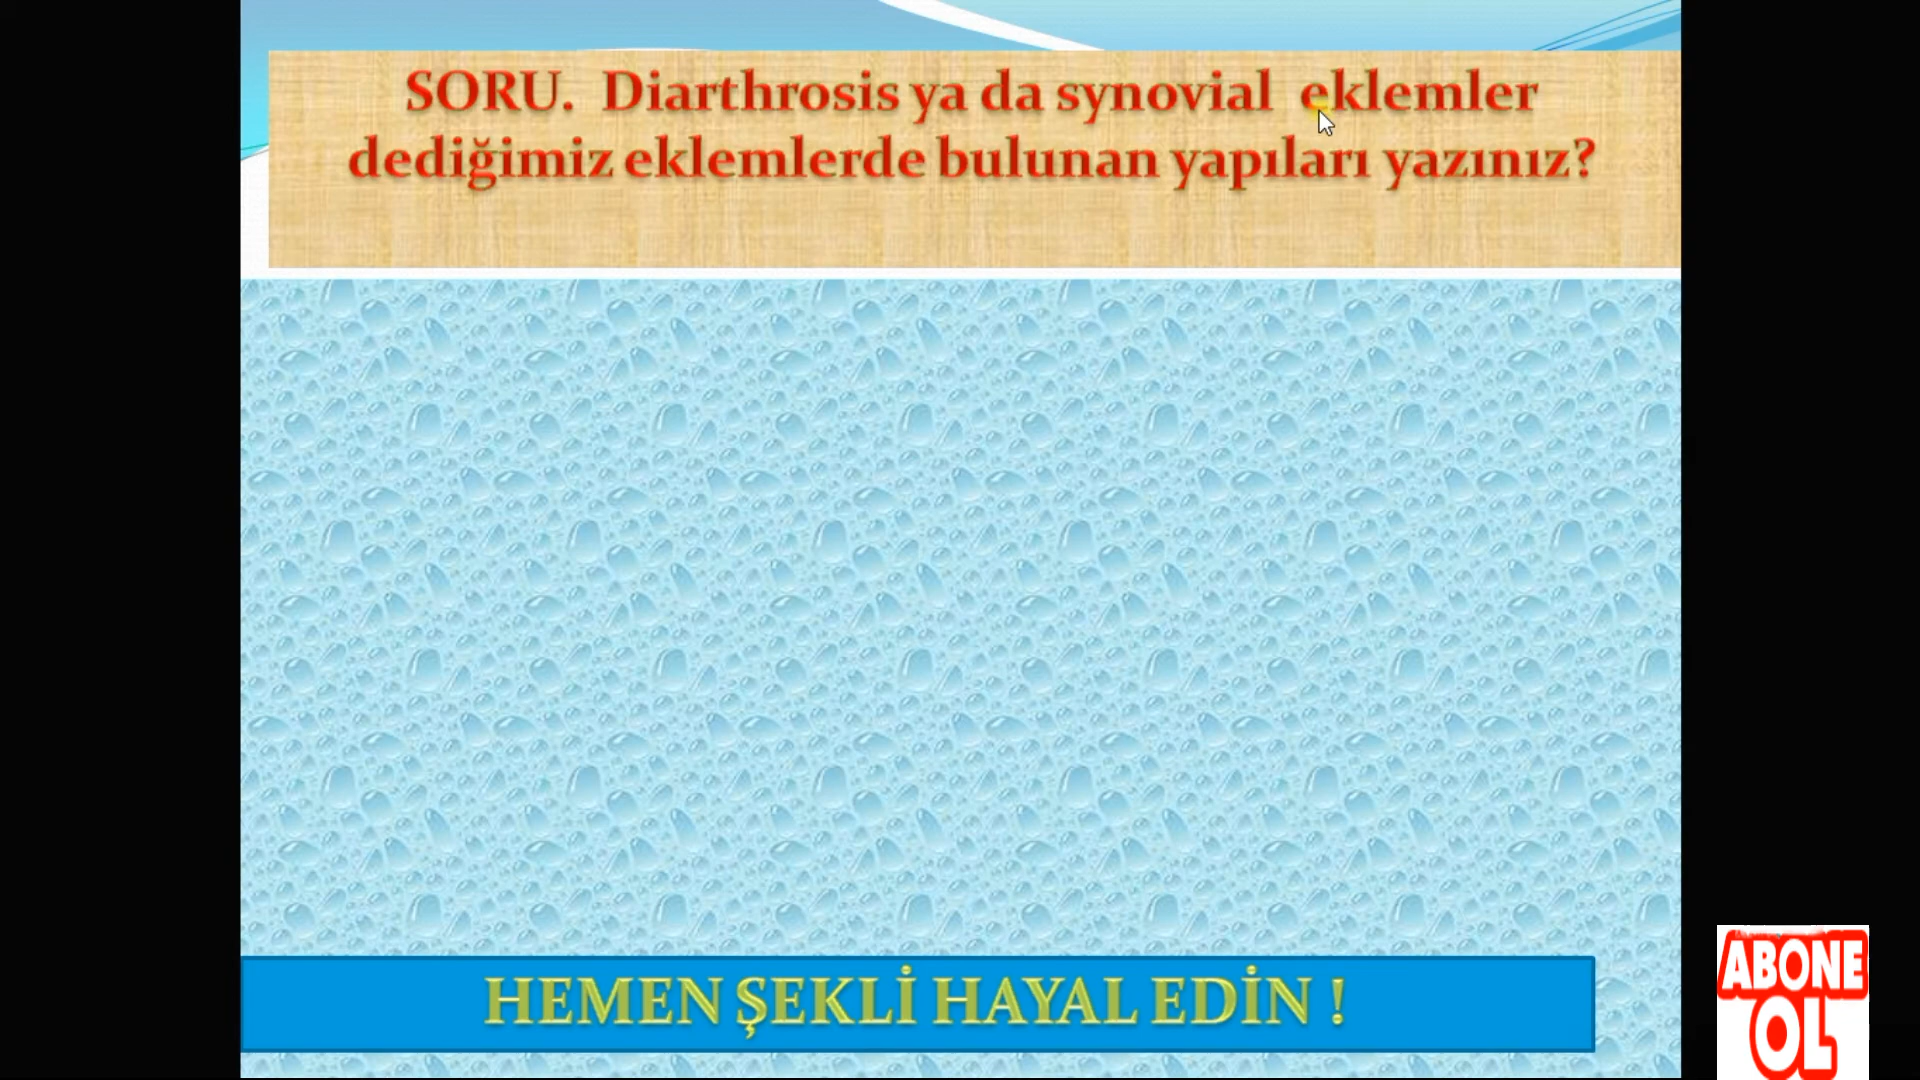 SORU. Diarthrosis ya da synovial eklemler
dediğimiz eklemlerde bulunan yapıları yazınız?
HEMEN ŞEKLİ HAYAL EDİN !
ABONE
OL